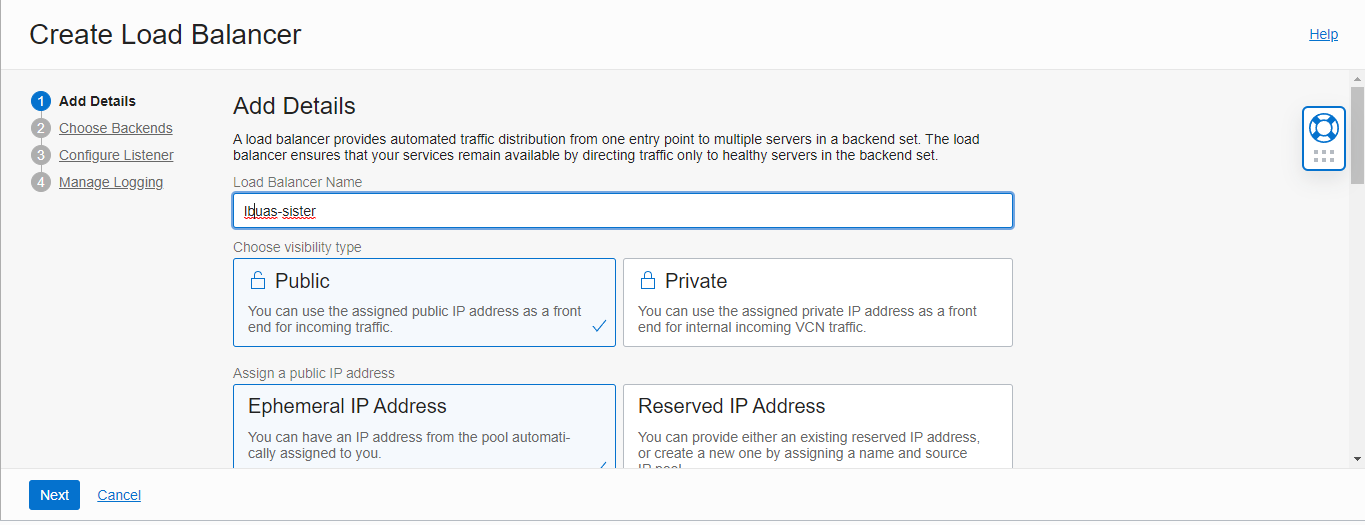 Create Load Balancer
Help
1 Add Details
2 Choose Backends
3 Configure Listener
4 Manage Logging
Add Details
A load balancer provides automated traffic distribution from one entry point to multiple servers in a backend set. The load
balancer ensures that your services remain available by directing traffic only to healthy servers in the backend set.
Load Balancer Name
lbuas-sister
Choose visibility type
Public
You can use the assigned public IP address as a front
end for incoming traffic.
Private
You can use the assigned private IP address as a front
end for internal incoming VCN traffic.
Assign a public IP address
Ephemeral IP Address
You can have an IP address from the pool automati-
cally assigned to you.
Reserved IP Address
You can provide either an existing reserved IP address,
or create a new one by assigning a name and source
IP pool
Next
Cancel